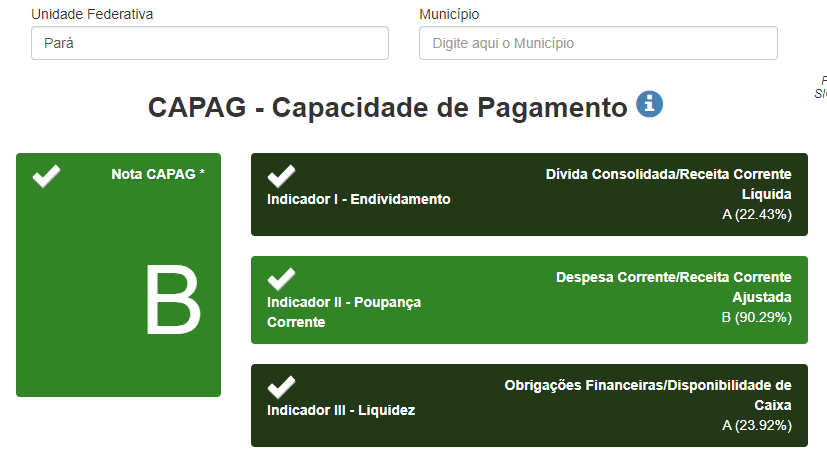 Unidade Federativa
Município
Pará
Digite aqui o Município
CAPAG - Capacidade de Pagamento
Nota CAPAG *
B
Indicador I - Endividamento
Dívida Consolidada/Receita Corrente
Líquida
A (22.43%)
Indicador II - Poupança
Corrente
Despesa Corrente/Receita Corrente
Ajustada
B (90.29%)
Indicador III - Liquidez
Obrigações Financeiras/Disponibilidade de
Caixa
A (23.92%)